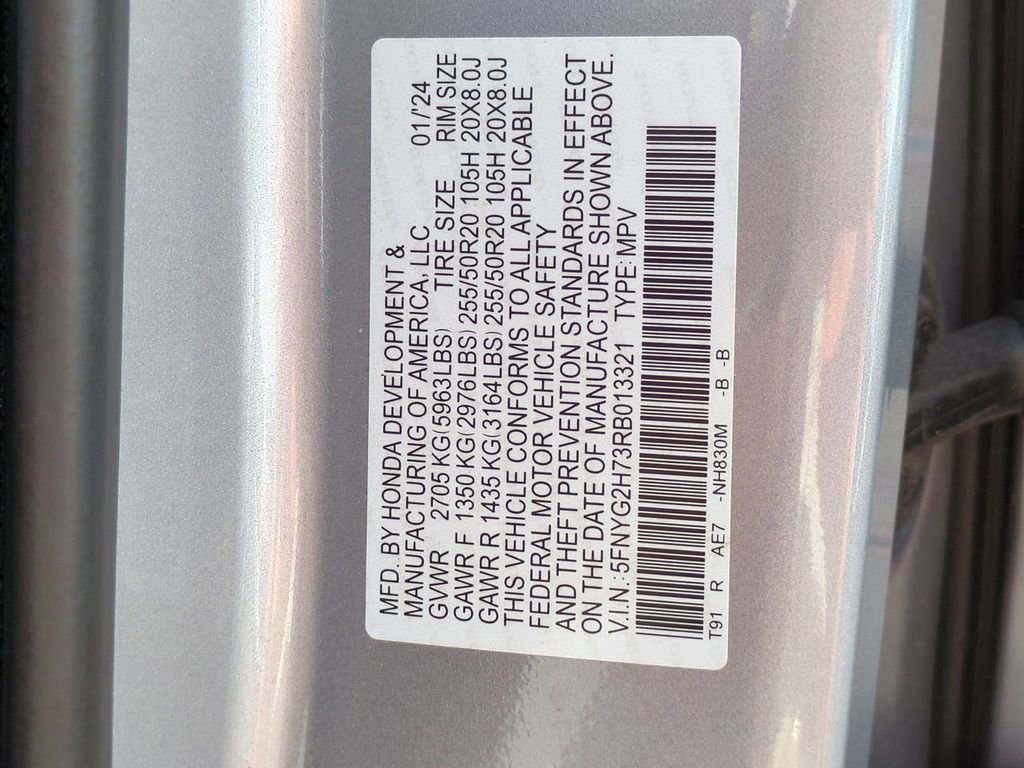 MFD. BY HONDA DEVELOPMENT &
MANUFACTURING OF AMERICA, LLC 01/'24
GVWR 2705 KG(5963LBS) TIRE SIZE RIM SIZE
GAWR F 1350 KG(2976LBS) 255/50R20 105H 20X8.0J
GAWR R 1435 KG(3164LBS) 255/50R20 105H 20X8.0J
THIS VEHICLE CONFORMS TO ALL APPLICABLE
FEDERAL MOTOR VEHICLE SAFETY
AND THEFT PREVENTION STANDARDS IN EFFECT
ON THE DATE OF MANUFACTURE SHOWN ABOVE.
V.I.N.:5FNYG2H73RB013321 TYPE:MPV
T91 R AE7 -NH830M -B -B